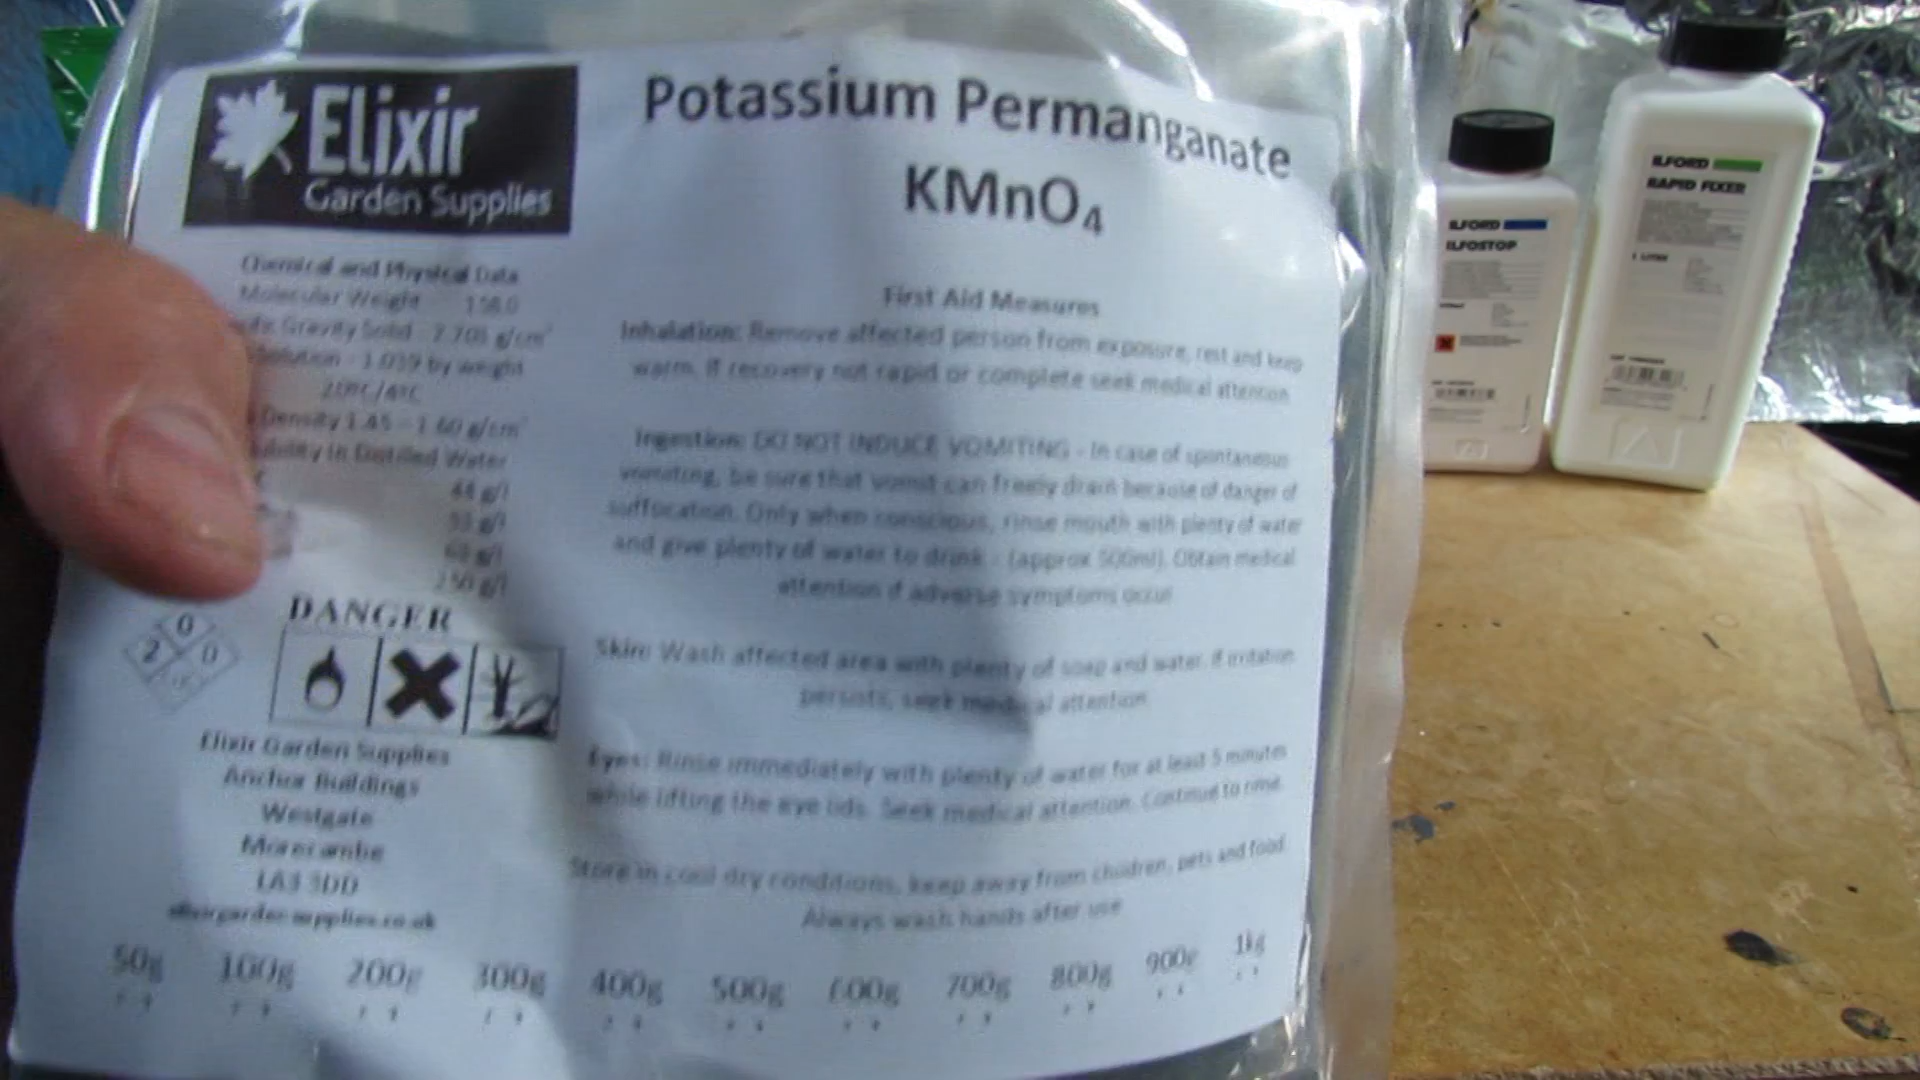 Elixir
Garden Supplies
Potassium Permanganate
KMnO₄
Chemical and Physical Data
Molecular Weight 158.0
Gravity Solid - 2.703 g/cm³
Solution - 1.039 by weight
20°C/4°C
Density 1.45 - 1.60 g/cm³
in Distilled Water
44 g/l
53 g/l
g/l
250 g/l
DANGER
0
2 0
Elixir Garden Supplies
Anchor Buildings
Westgate
Morecambe
LA3 3DD
elixirgardensupplies.co.uk
First Aid Measures
Inhalation: Remove affected person from exposure, rest and keep
warm. If recovery not rapid or complete seek medical attention.
Ingestion: DO NOT INDUCE VOMITING - In case of spontaneous
vomiting, be sure that vomit can freely drain because of danger of
suffocation. Only when conscious, rinse mouth with plenty of water
and give plenty of water to drink - (approx 500ml). Obtain medical
attention if adverse symptoms occur
Skin: Wash affected area with plenty of soap and water. If irritation
persists, seek medical attention.
Eyes: Rinse immediately with plenty of water for at least 5 minutes
while lifting the eye lids. Seek medical attention. Continue to rinse.
Store in cool dry conditions, keep away from children, pets and food.
Always wash hands after use
50g 100g 200g 300g 400g 500g 600g 700g 800g 900g 1kg
ILFORD
ILFOSTOP
ILFORD
RAPID FIXER
1 LITRE